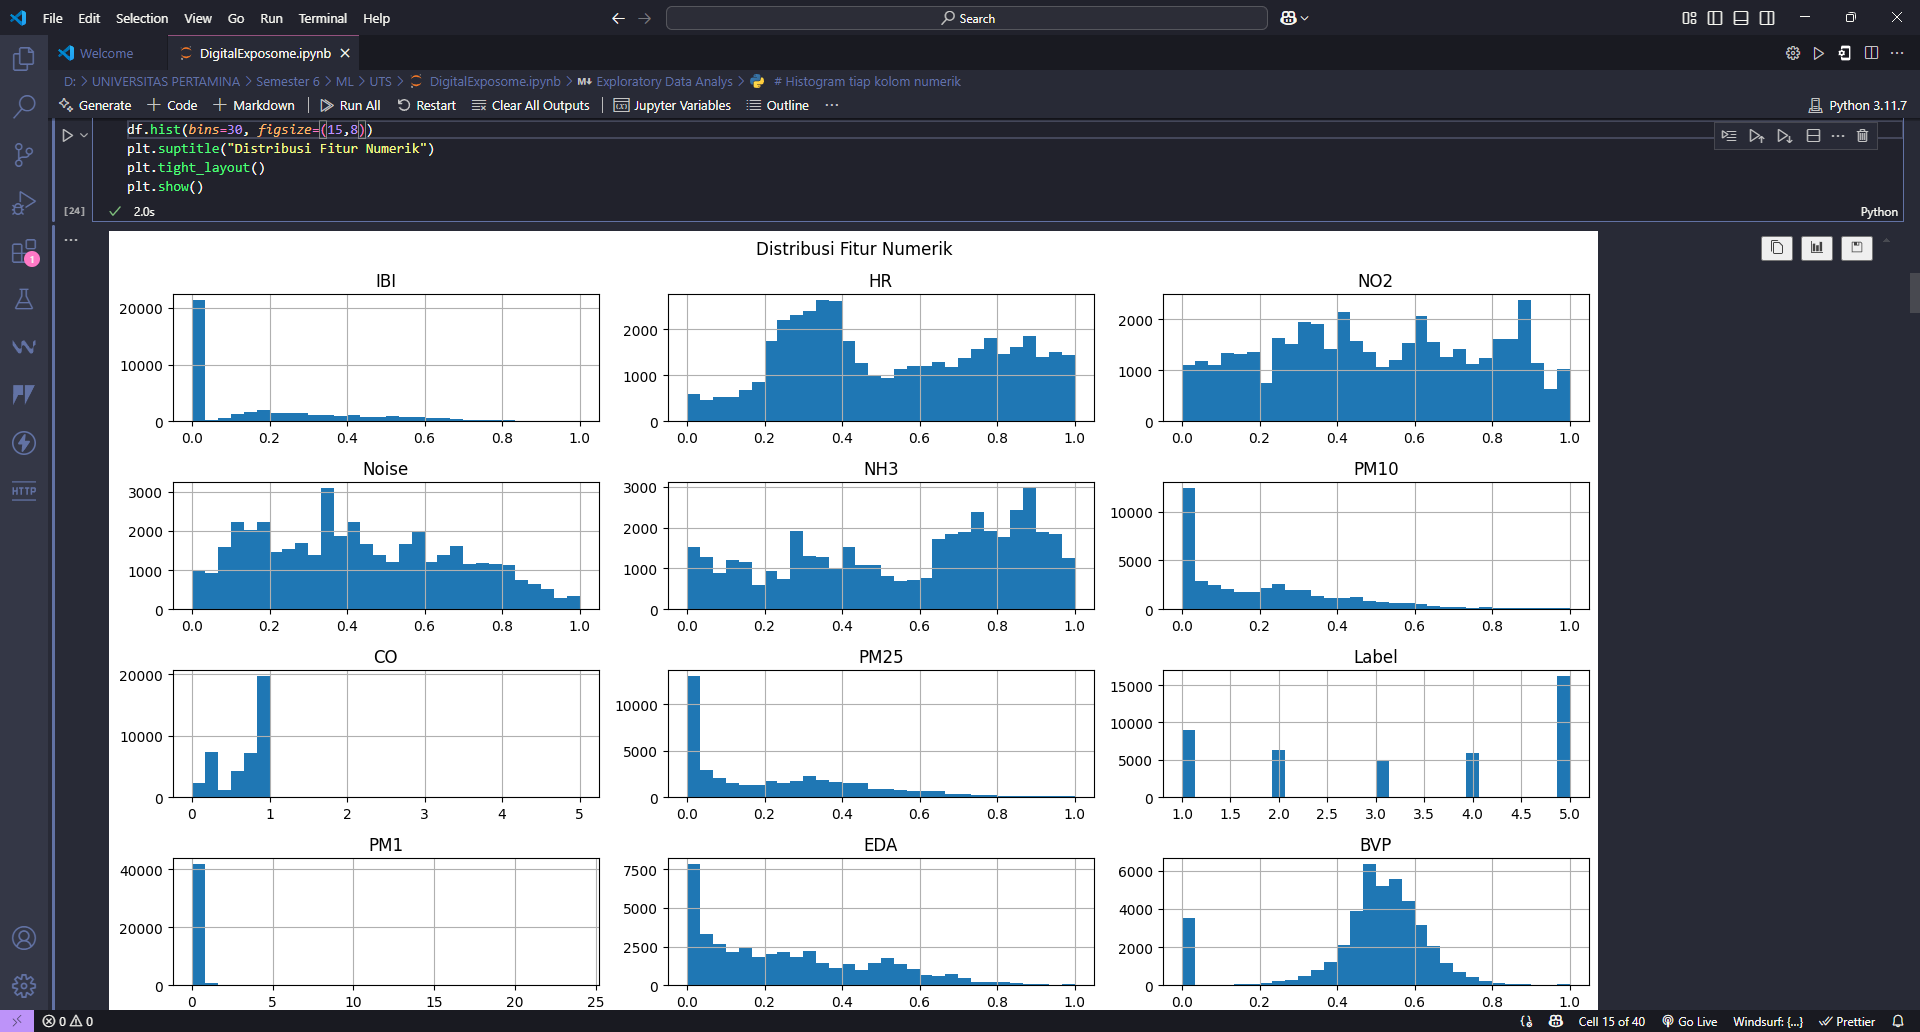 File Edit Selection View Go Run Terminal Help
Search
Welcome
DigitalExposome.ipynb
D: > UNIVERSITAS PERTAMINA > Semester 6 > ML > UTS > DigitalExposome.ipynb > M↓ Exploratory Data Analys > # Histogram tiap kolom numerik
Generate + Code + Markdown | Run All Restart Clear All Outputs | Jupyter Variables Outline ...
Python 3.11.7
df.hist(bins=30, figsize=(15,8))
plt.suptitle("Distribusi Fitur Numerik")
plt.tight_layout()
plt.show()
[24]
2.0s
Python
Distribusi Fitur Numerik
IBI
20000
10000
0
0.0 0.2 0.4 0.6 0.8 1.0
HR
2000
1000
0
0.0 0.2 0.4 0.6 0.8 1.0
NO2
2000
1000
0
0.0 0.2 0.4 0.6 0.8 1.0
Noise
3000
2000
1000
0
0.0 0.2 0.4 0.6 0.8 1.0
NH3
3000
2000
1000
0
0.0 0.2 0.4 0.6 0.8 1.0
PM10
10000
5000
0
0.0 0.2 0.4 0.6 0.8 1.0
CO
20000
10000
0
0 1 2 3 4 5
PM25
10000
5000
0
0.0 0.2 0.4 0.6 0.8 1.0
Label
15000
10000
5000
0
1.0 1.5 2.0 2.5 3.0 3.5 4.0 4.5 5.0
PM1
40000
20000
0
0 5 10 15 20 25
EDA
7500
5000
2500
0
0.0 0.2 0.4 0.6 0.8 1.0
BVP
6000
4000
2000
0
0.0 0.2 0.4 0.6 0.8 1.0
1
HTTP
0 0
Cell 15 of 40
Go Live
Windsurf: {...}
Prettier